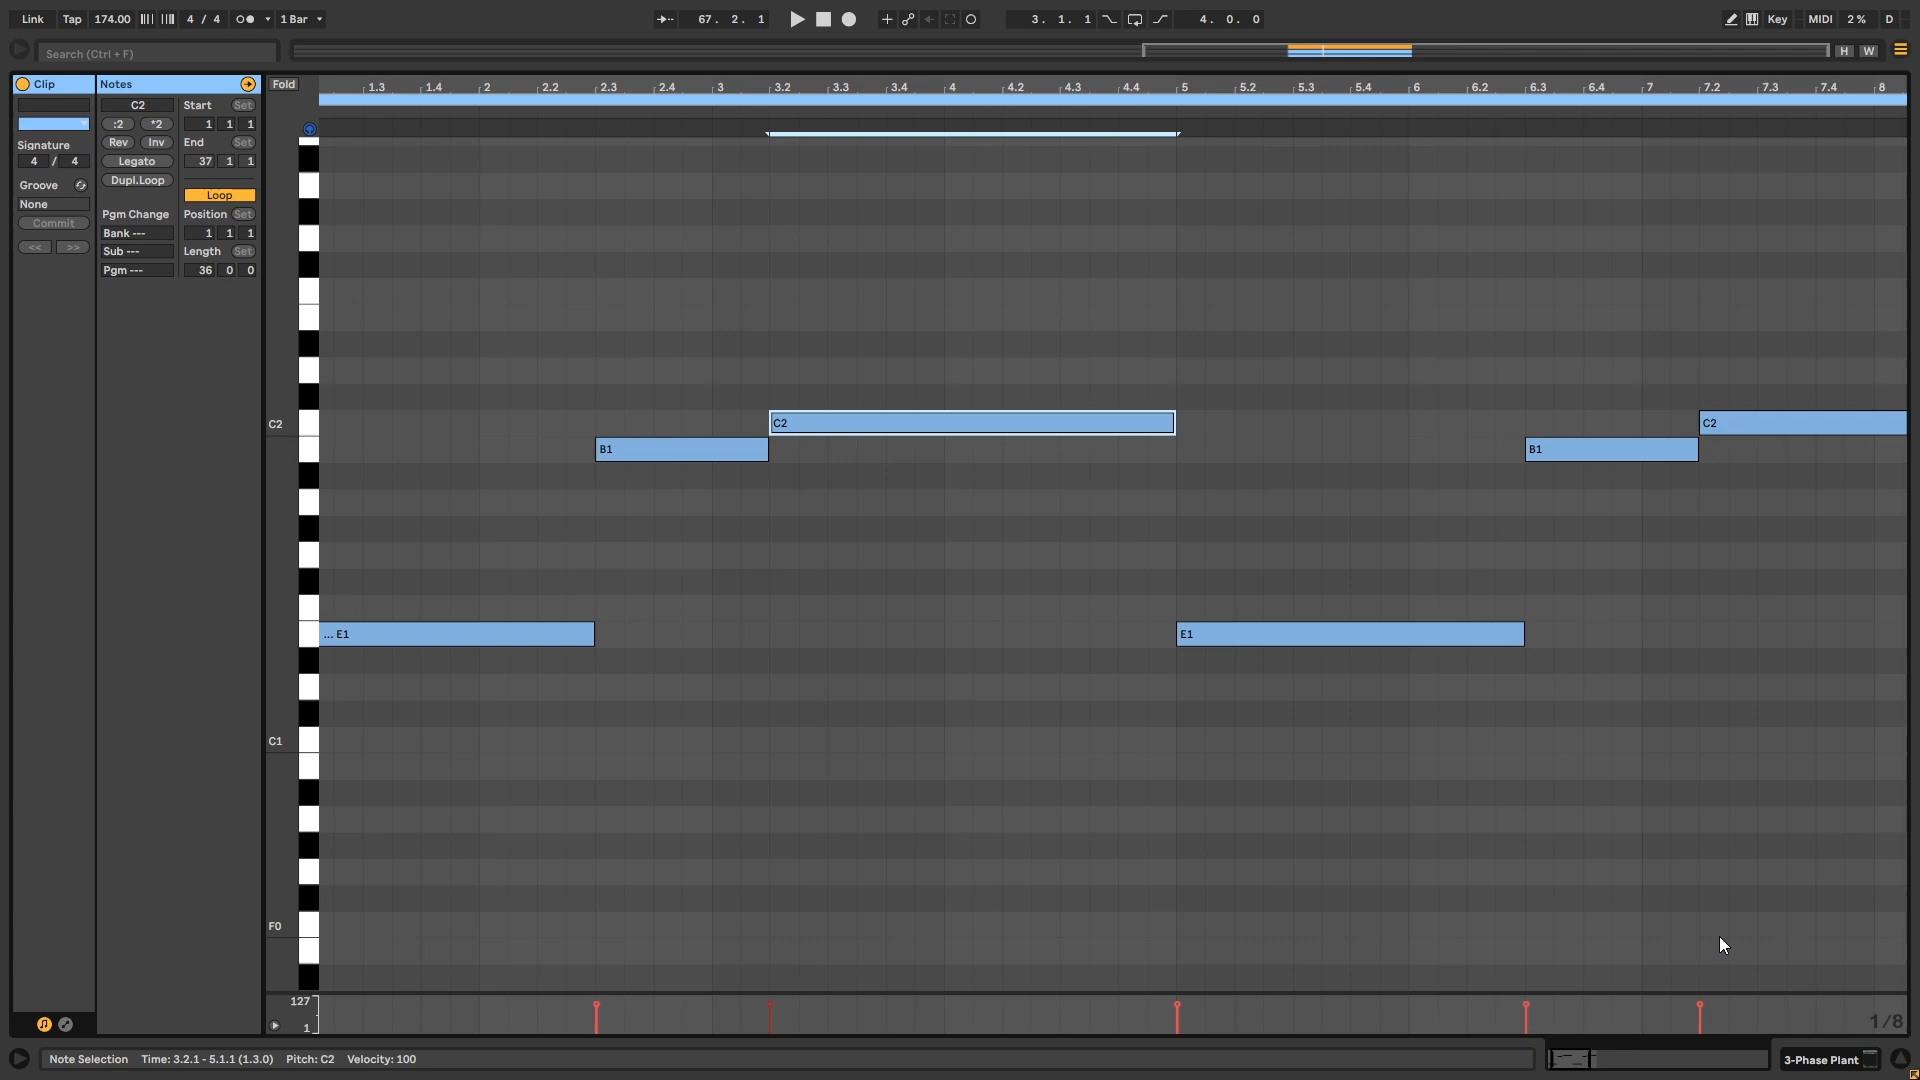 Link Tap 174.00 4 / 4 1 Bar 67. 2. 1 3. 1. 1 4. 0. 0 Key MIDI 2 % D
Search (Ctrl + F) H W
Clip Notes Fold 1.3 1.4 2 2.2 2.3 2.4 3 3.2 3.3 3.4 4 4.2 4.3 4.4 5 5.2 5.3 5.4 6 6.2 6.3 6.4 7 7.2 7.3 7.4 8
C2 Start Set
:2 *2 1 1 1
Signature Rev Inv End Set
4 / 4 Legato 37 1 1
Groove Dupl.Loop
None Loop
Commit Pgm Change Position Set
Bank --- 1 1 1
<< >> Sub --- Length Set
Pgm --- 36 0 0
C2 C2 C2
B1 B1
... E1 E1
C1
F0
127
1 1/8
Note Selection Time: 3.2.1 - 5.1.1 (1.3.0) Pitch: C2 Velocity: 100 3-Phase Plant